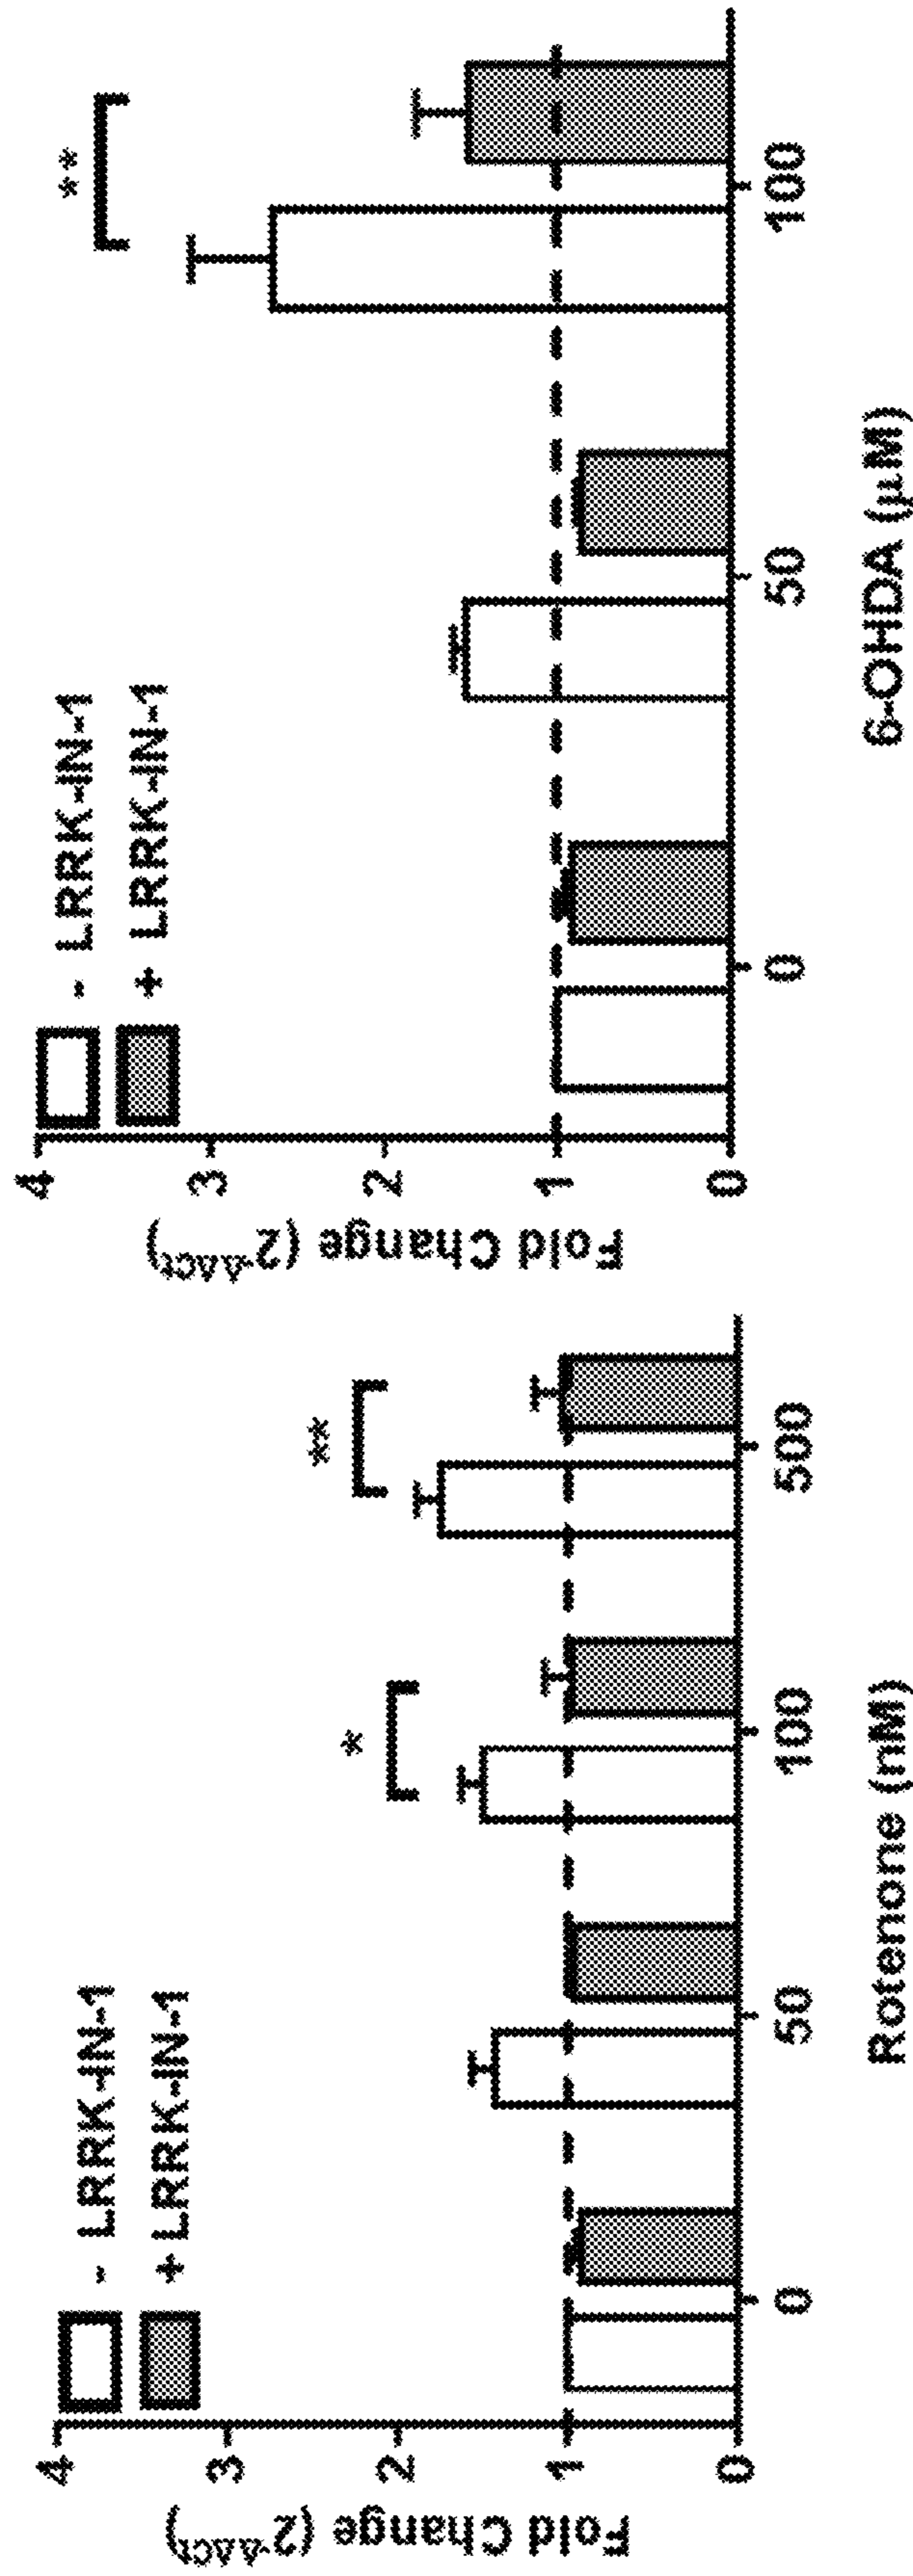 Fold Change (2^-ΔΔCt)
4
3
2
1
0
- LRRK-IN-1
+ LRRK-IN-1
*
**
0
50
100
500
Rotenone (nM)
Fold Change (2^-ΔΔCt)
4
3
2
1
0
- LRRK-IN-1
+ LRRK-IN-1
**
0
50
100
6-OHDA (μM)